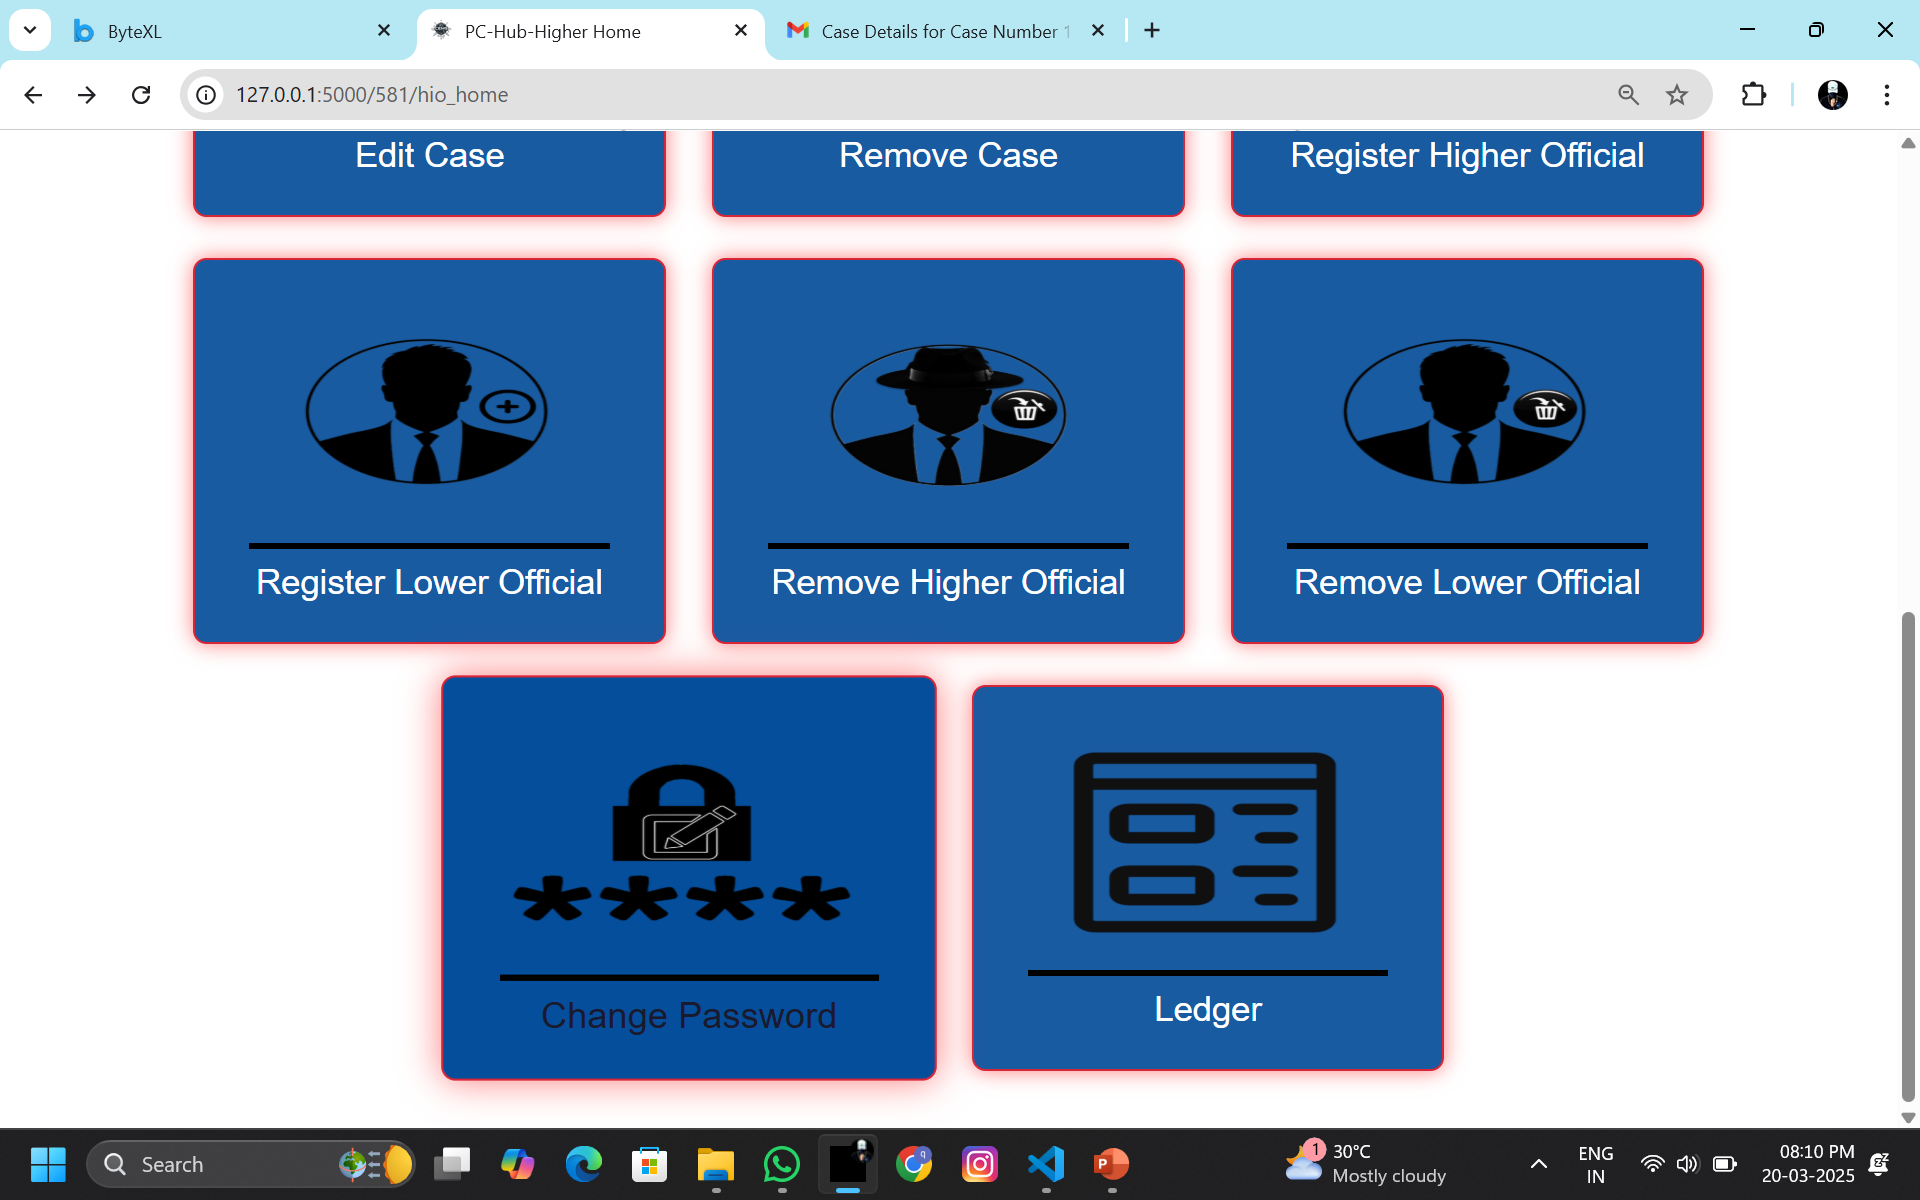 ByteXL
PC-Hub-Higher Home
Case Details for Case Number 1
127.0.0.1:5000/581/hio_home
Edit Case
Remove Case
Register Higher Official
Register Lower Official
Remove Higher Official
Remove Lower Official
****
Change Password
Ledger
Search
1
30°C
Mostly cloudy
ENG
IN
08:10 PM
20-03-2025